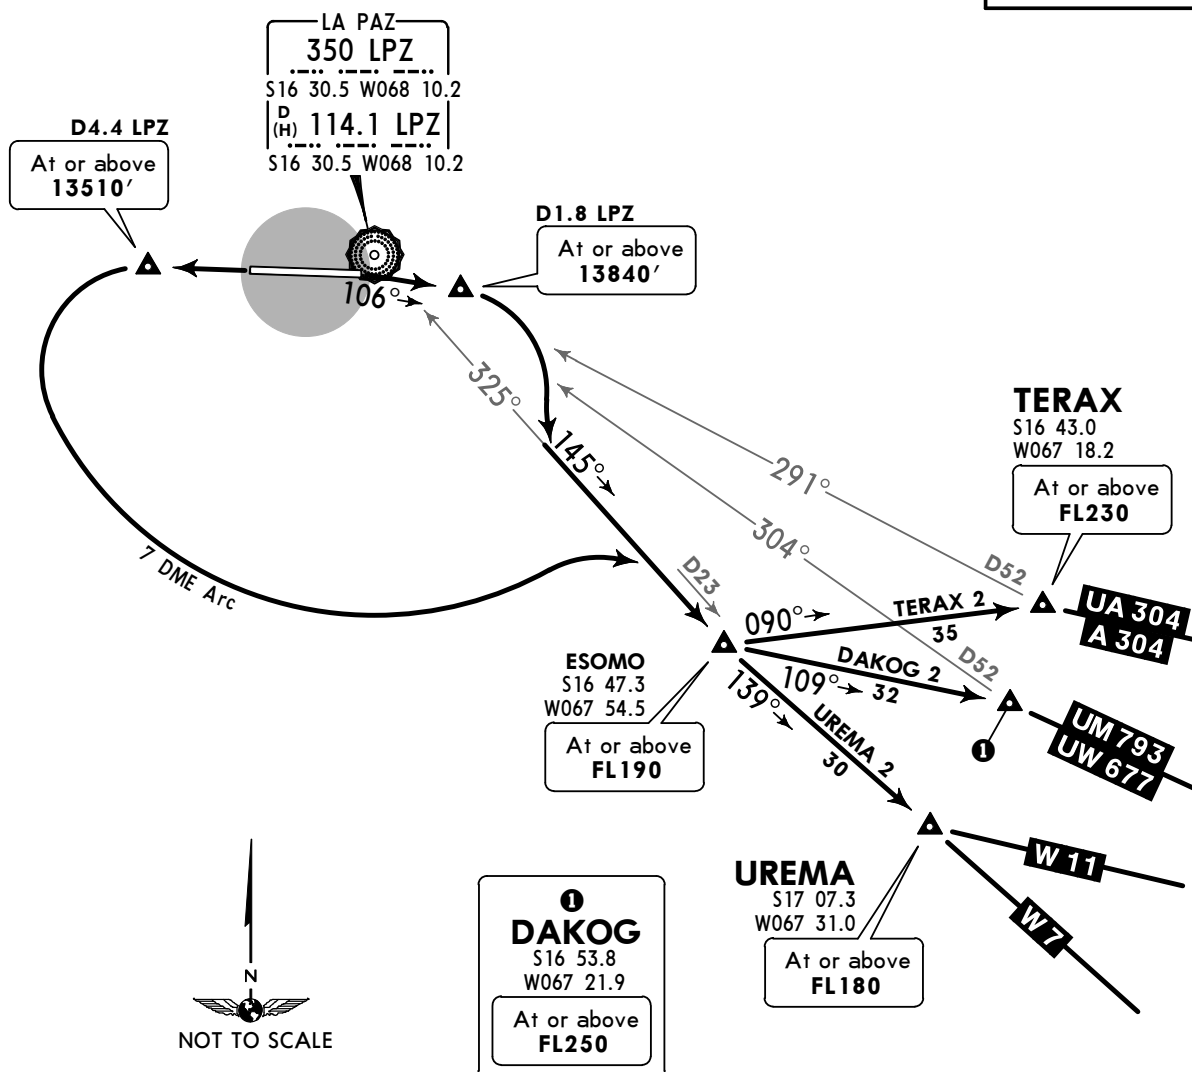 LA PAZ
350 LPZ
S16 30.5 W068 10.2
D
(H) 114.1 LPZ
S16 30.5 W068 10.2
D4.4 LPZ
At or above
13510'
D1.8 LPZ
At or above
13840'
106°
325°
145°
291°
304°
TERAX
S16 43.0
W067 18.2
At or above
FL230
7 DME Arc
D23
D52
090°
TERAX 2
35
UA 304
A 304
ESOMO
S16 47.3
W067 54.5
At or above
FL190
109°
DAKOG 2
32
D52
139°
UREMA 2
30
1
UM 793
UW 677
UREMA
S17 07.3
W067 31.0
At or above
FL180
W 11
W 7
1
DAKOG
S16 53.8
W067 21.9
At or above
FL250
N
NOT TO SCALE